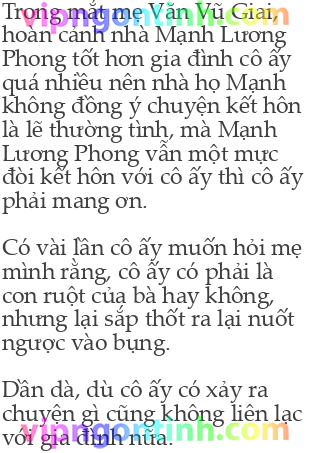 Trong mắt mẹ Văn Vũ Giai,
vipngontinh.com
hoàn cảnh nhà Mạnh Lương
Phong tốt hơn gia đình cô ấy
quá nhiều nên nhà họ Mạnh
không đồng ý chuyện kết hôn
là lẽ thường tình, mà Mạnh
Lương Phong vẫn một mực
đòi kết hôn với cô ấy thì cô ấy
phải mang ơn.

Có vài lần cô ấy muốn hỏi mẹ
mình rằng, cô ấy có phải là
con ruột của bà hay không,
nhưng lại sắp thốt ra lại nuốt
ngược vào bụng.

Dần dà, dù cô ấy có xảy ra
chuyện gì cũng không liên lạc
với gia đình nữa.
vipngontinh.com